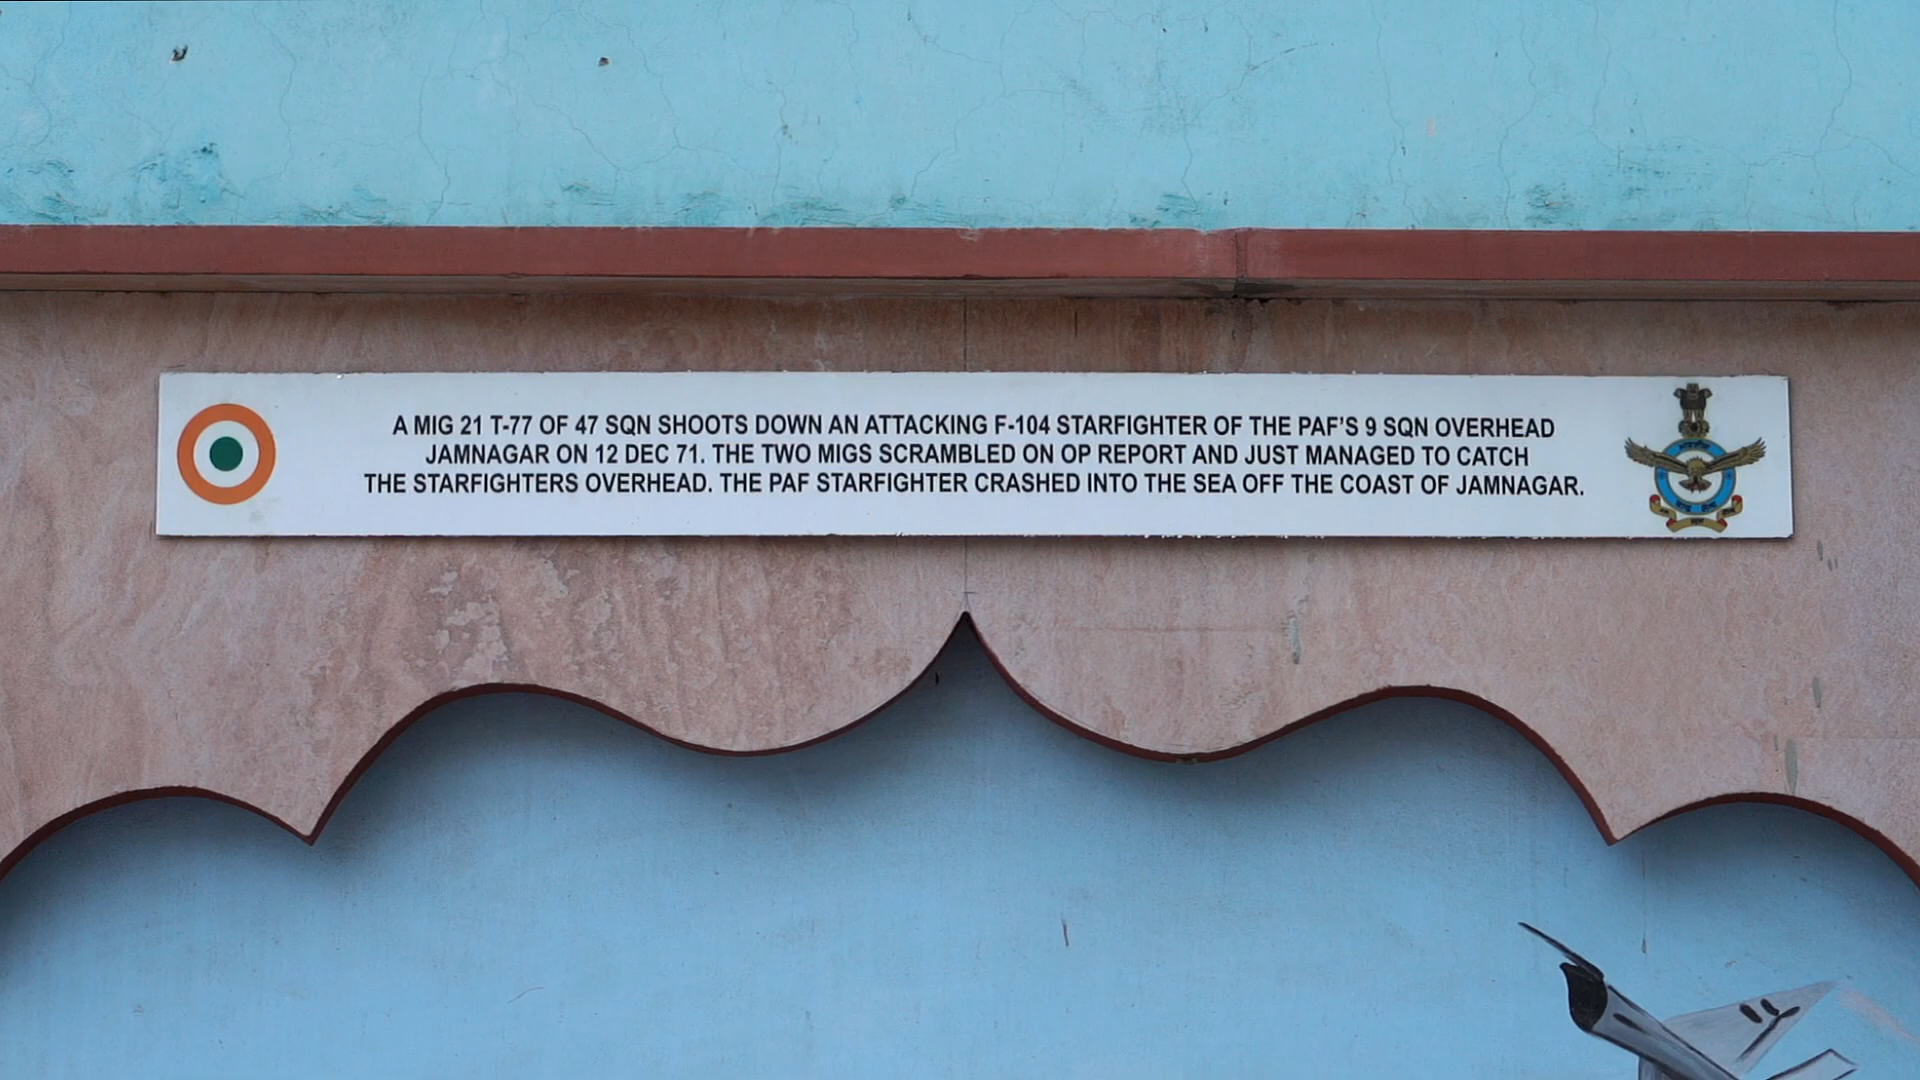 A MIG 21 T-77 OF 47 SQN SHOOTS DOWN AN ATTACKING F-104 STARFIGHTER OF THE PAF'S 9 SQN OVERHEAD
JAMNAGAR ON 12 DEC 71. THE TWO MIGS SCRAMBLED ON OP REPORT AND JUST MANAGED TO CATCH
THE STARFIGHTERS OVERHEAD. THE PAF STARFIGHTER CRASHED INTO THE SEA OFF THE COAST OF JAMNAGAR.